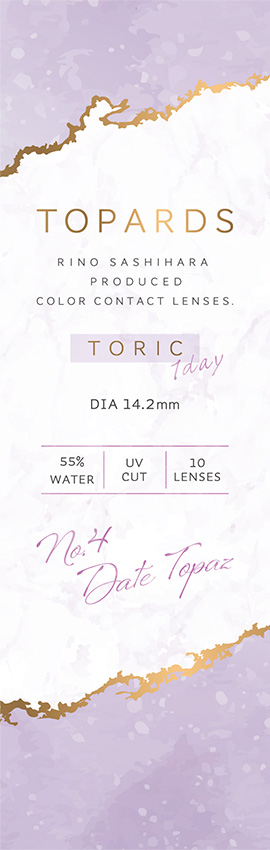 TOPARDS
RINO SASHIHARA
PRODUCED
COLOR CONTACT LENSES.
TORIC
1day
DIA 14.2mm
55% WATER
UV CUT
10 LENSES
No.4
Date Topaz